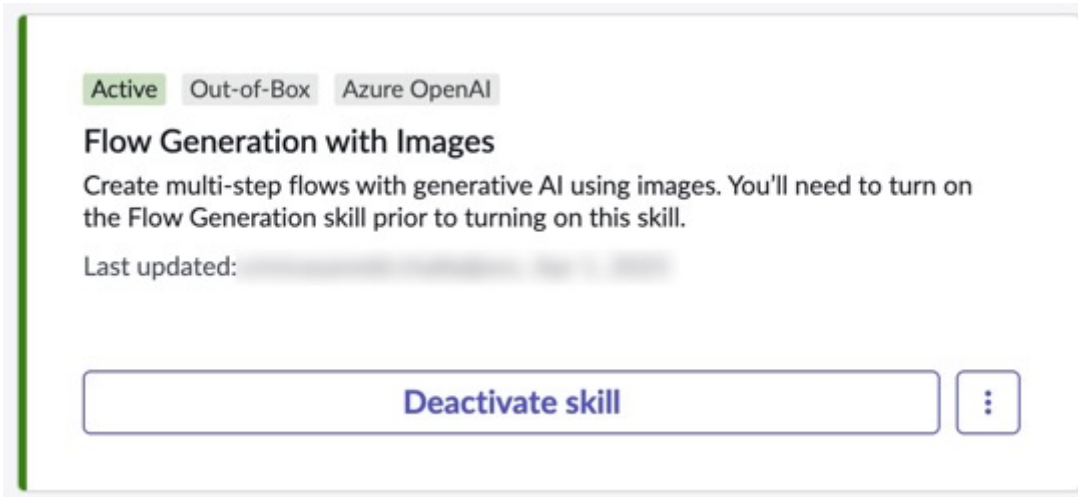 Active Out-of-Box Azure OpenAI
Flow Generation with Images
Create multi-step flows with generative AI using images. You’ll need to turn on
the Flow Generation skill prior to turning on this skill.
Last updated:
Deactivate skill